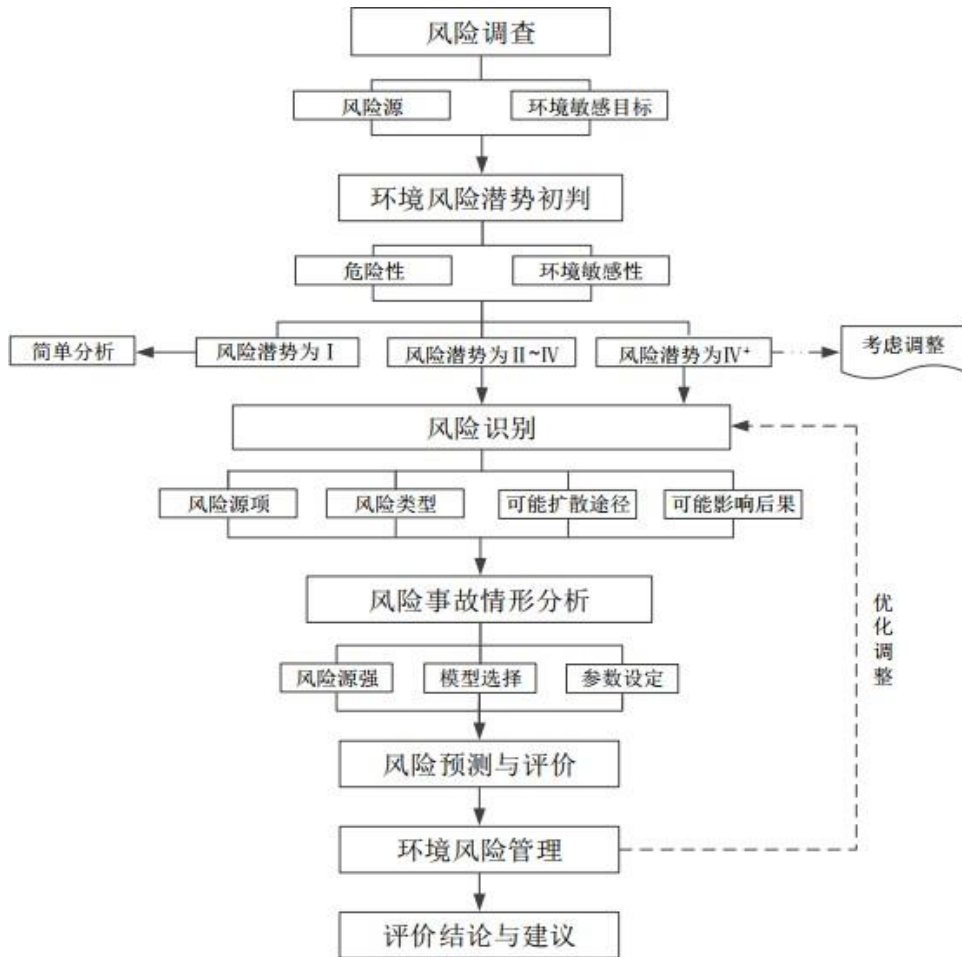 风险调查
风险源
环境敏感目标
环境风险潜势初判
危险性
环境敏感性
简单分析
风险潜势为Ⅰ
风险潜势为Ⅱ~Ⅳ
风险潜势为Ⅳ⁺
考虑调整
风险识别
风险源项
风险类型
可能扩散途径
可能影响后果
风险事故情形分析
优化调整
风险源强
模型选择
参数设定
风险预测与评价
环境风险管理
评价结论与建议